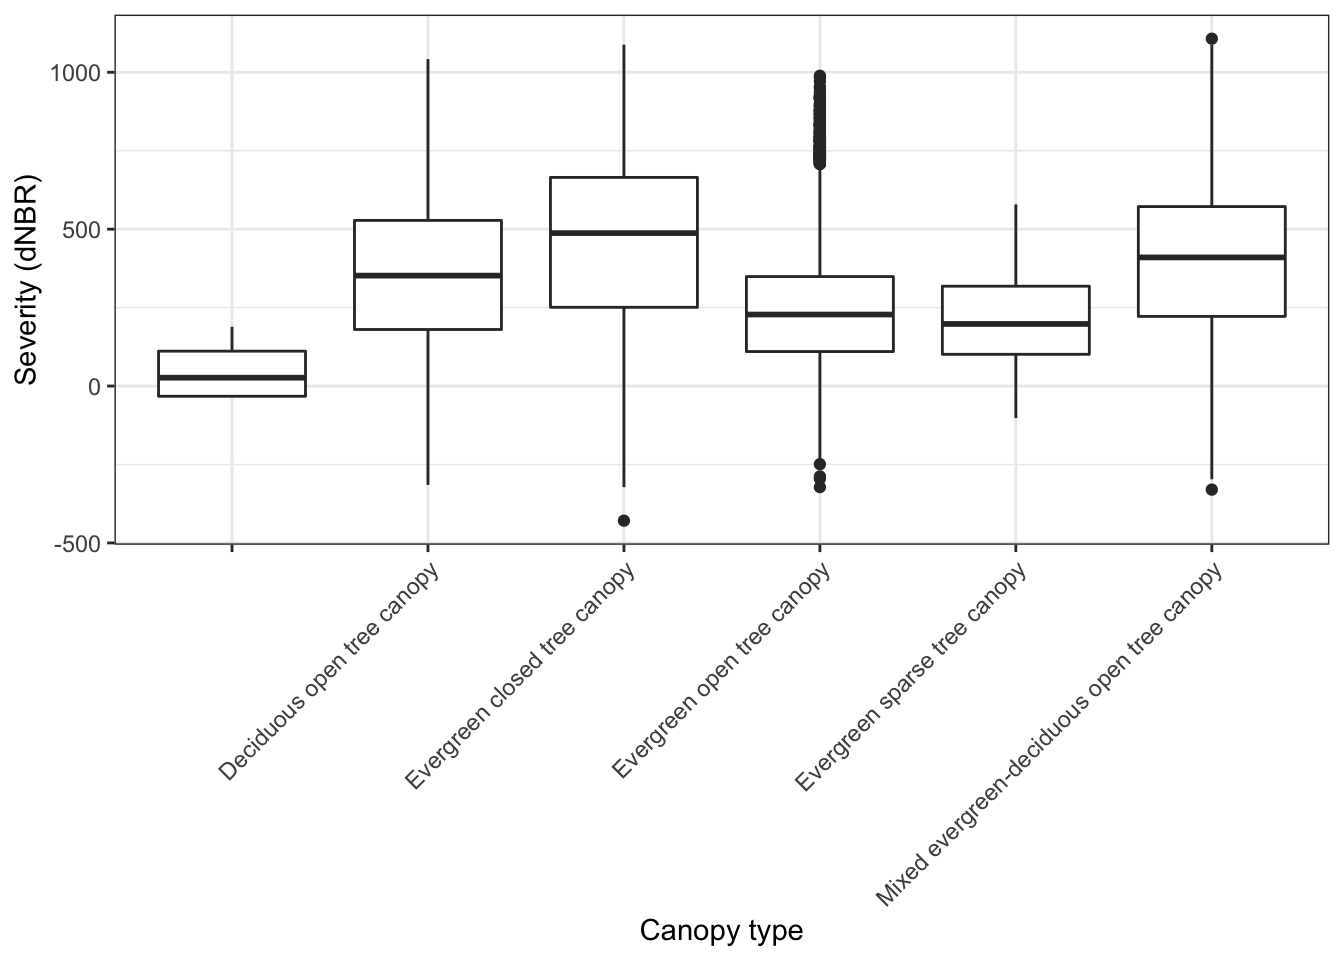 Severity (dNBR)
1000
500
0
-500
Deciduous open tree canopy
Evergreen closed tree canopy
Evergreen open tree canopy
Evergreen sparse tree canopy
Mixed evergreen-deciduous open tree canopy
Canopy type